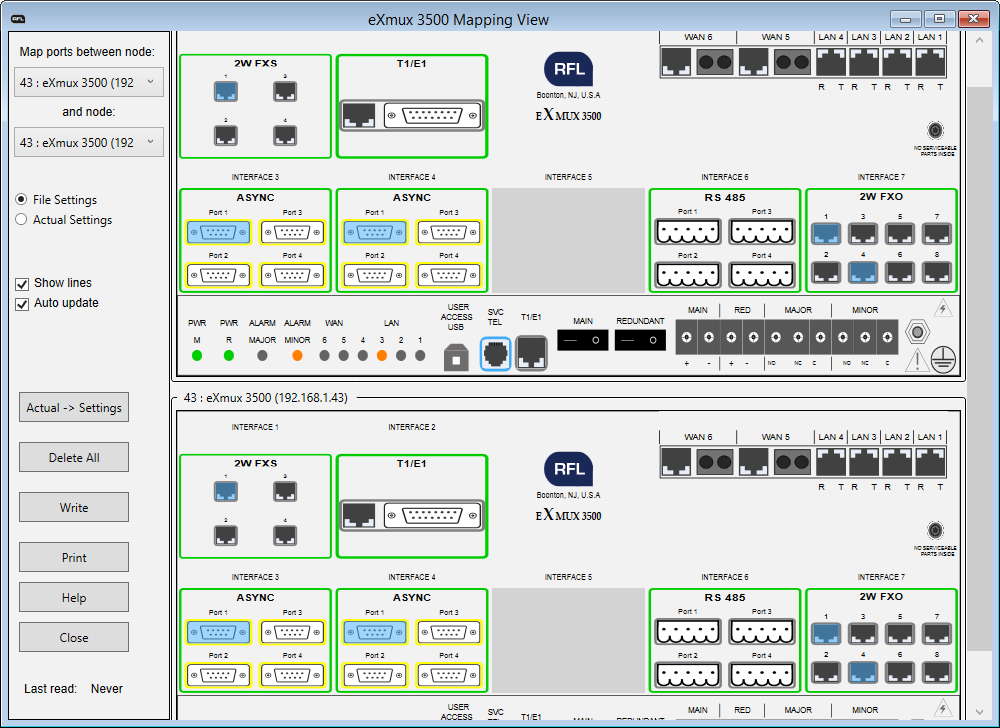 RFL
eXmux 3500 Mapping View
Map ports between node:
43 : eXmux 3500 (192
and node:
43 : eXmux 3500 (192
File Settings
Actual Settings
Show lines
Auto update
Actual -> Settings
Delete All
Write
Print
Help
Close
Last read: Never
WAN 6 WAN 5 LAN 4 LAN 3 LAN 2 LAN 1
2W FXS T1/E1
1 3
2 4
RFL
Boonton, NJ, U.S.A
EXMUX 3500
R T R T R T R T
NO SERVICEABLE
PARTS INSIDE
INTERFACE 3 INTERFACE 4 INTERFACE 5 INTERFACE 6 INTERFACE 7
ASYNC ASYNC RS 485 2W FXO
Port 1 Port 3 Port 1 Port 3 Port 1 Port 3 1 3 5 7
Port 2 Port 4 Port 2 Port 4 Port 2 Port 4 2 4 6 8
PWR PWR ALARM ALARM WAN LAN
M R MAJOR MINOR 6 5 4 3 2 1
USER
ACCESS
USB
SVC
TEL
T1/E1
MAIN REDUNDANT
MAIN RED MAJOR MINOR
+ - + - NO NC C NO NC C
43 : eXmux 3500 (192.168.1.43)
INTERFACE 1 INTERFACE 2
WAN 6 WAN 5 LAN 4 LAN 3 LAN 2 LAN 1
2W FXS T1/E1
1 3
2 4
RFL
Boonton, NJ, U.S.A
EXMUX 3500
R T R T R T R T
NO SERVICEABLE
PARTS INSIDE
INTERFACE 3 INTERFACE 4 INTERFACE 5 INTERFACE 6 INTERFACE 7
ASYNC ASYNC RS 485 2W FXO
Port 1 Port 3 Port 1 Port 3 Port 1 Port 3 1 3 5 7
Port 2 Port 4 Port 2 Port 4 Port 2 Port 4 2 4 6 8
USER
ACCESS
SVC
TEL
T1/E1
MAIN REDUNDANT
MAIN RED MAJOR MINOR